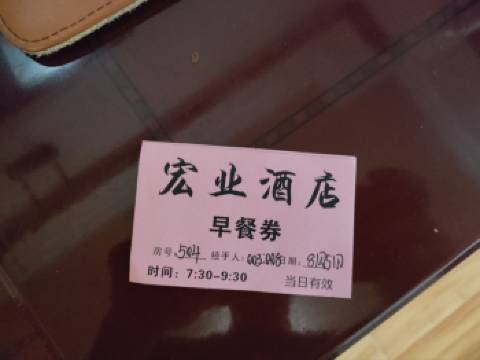 宏业酒店
早餐券
房号:504 经手人: 日期:
时间：7:30-9:30 当日有效